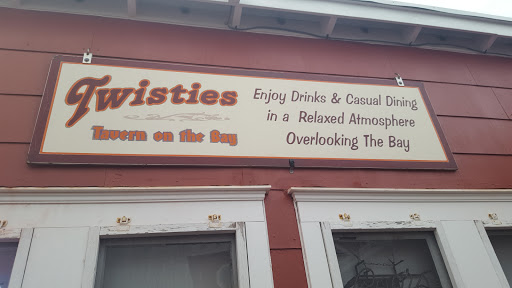 Twisties
Tavern on the Bay
Enjoy Drinks & Casual Dining
in a Relaxed Atmosphere
Overlooking The Bay